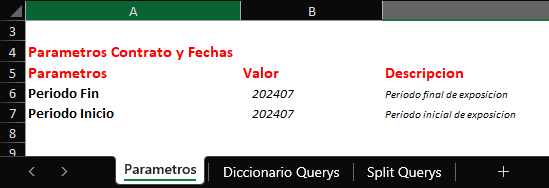 A B
3
4 Parametros Contrato y Fechas
5 Parametros Valor Descripcion
6 Periodo Fin 202407 Periodo final de exposicion
7 Periodo Inicio 202407 Periodo inicial de exposicion
8
9
< > Parametros Diccionario Querys Split Querys +